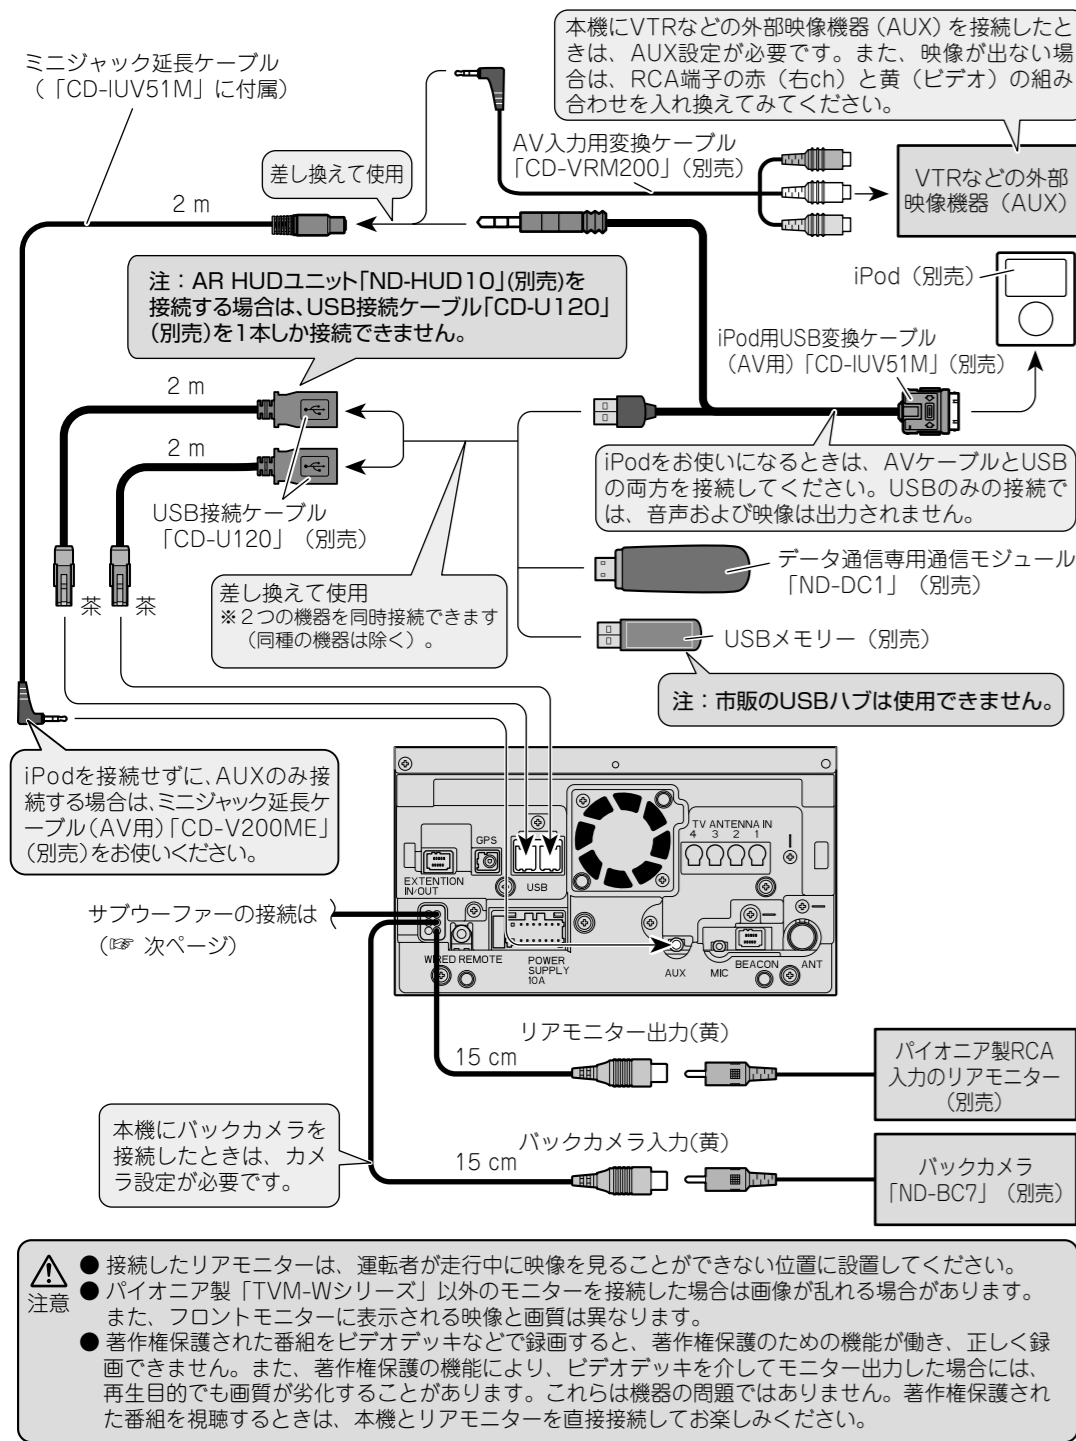 本機にVTRなどの外部映像機器（AUX）を接続したと
きは、AUX設定が必要です。また、映像が出ない場
合は、RCA端子の赤（右ch）と黄（ビデオ）の組み
合わせを入れ換えてみてください。
ミニジャック延長ケーブル
（「CD-IUV51M」に付属）
AV入力用変換ケーブル
「CD-VRM200」（別売）
差し換えて使用
VTRなどの外部
映像機器（AUX）
2 m
注：AR HUDユニット「ND-HUD10」(別売)を
接続する場合は、USB接続ケーブル「CD-U120」
（別売）を1本しか接続できません。
iPod（別売）
iPod用USB変換ケーブル
（AV用）「CD-IUV51M」（別売）
2 m
2 m
iPodをお使いになるときは、AVケーブルとUSB
の両方を接続してください。USBのみの接続で
は、音声および映像は出力されません。
USB接続ケーブル
「CD-U120」（別売）
データ通信専用通信モジュール
「ND-DC1」（別売）
差し換えて使用
※２つの機器を同時接続できます
（同種の機器は除く）。
茶
茶
USBメモリー（別売）
注：市販のUSBハブは使用できません。
iPodを接続せずに、AUXのみ接
続する場合は、ミニジャック延長ケ
ーブル（AV用）「CD-V200ME」
（別売）をお使いください。
TV ANTENNA IN
4 3 2 1
GPS
EXTENTION
IN/OUT
USB
サブウーファーの接続は
（☞ 次ページ）
WIRED REMOTE
POWER
SUPPLY
10A
AUX
MIC
BEACON
ANT
リアモニター出力(黄)
15 cm
パイオニア製RCA
入力のリアモニター
（別売）
本機にバックカメラを
接続したときは、カメ
ラ設定が必要です。
バックカメラ入力(黄)
15 cm
バックカメラ
「ND-BC7」（別売）
注意
● 接続したリアモニターは、運転者が走行中に映像を見ることができない位置に設置してください。
● パイオニア製「TVM-Wシリーズ」以外のモニターを接続した場合は画像が乱れる場合があります。
また、フロントモニターに表示される映像と画質は異なります。
● 著作権保護された番組をビデオデッキなどで録画すると、著作権保護のための機能が働き、正しく録
画できません。また、著作権保護の機能により、ビデオデッキを介してモニター出力した場合には、
再生目的でも画質が劣化することがあります。これらは機器の問題ではありません。著作権保護され
た番組を視聴するときは、本機とリアモニターを直接接続してお楽しみください。